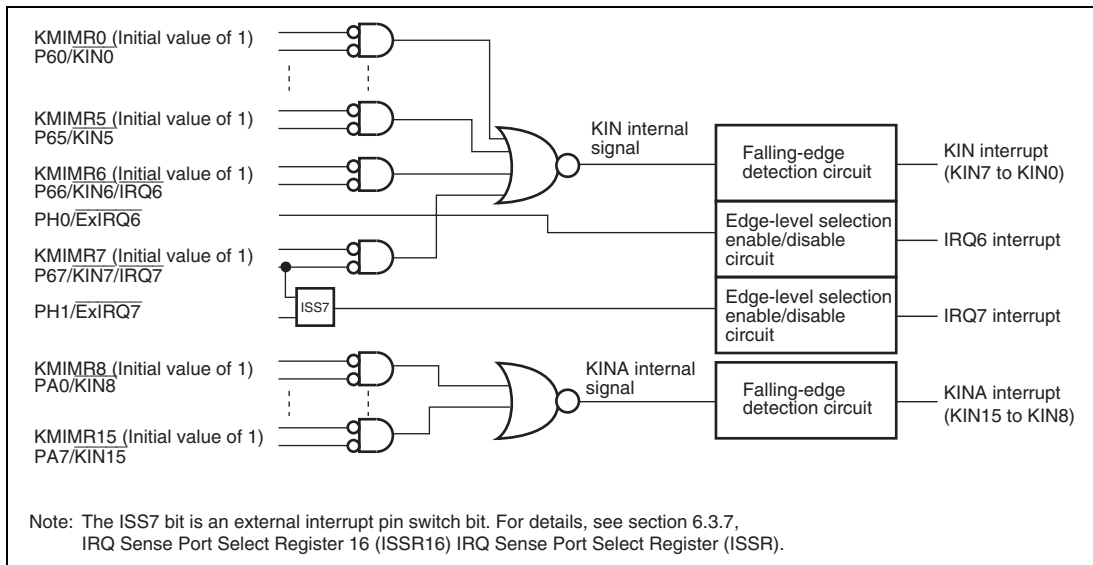 KMIMR0 (Initial value of 1)
P60/KIN0
KMIMR5 (Initial value of 1)
P65/KIN5
KMIMR6 (Initial value of 1)
P66/KIN6/IRQ6
PH0/ExIRQ6
KMIMR7 (Initial value of 1)
P67/KIN7/IRQ7
PH1/ExIRQ7
ISS7
KMIMR8 (Initial value of 1)
PA0/KIN8
KMIMR15 (Initial value of 1)
PA7/KIN15
KIN internal
signal
KINA internal
signal
Falling-edge
detection circuit
Edge-level selection
enable/disable
circuit
Edge-level selection
enable/disable
circuit
Falling-edge
detection circuit
KIN interrupt
(KIN7 to KIN0)
IRQ6 interrupt
IRQ7 interrupt
KINA interrupt
(KIN15 to KIN8)
Note: The ISS7 bit is an external interrupt pin switch bit. For details, see section 6.3.7,
IRQ Sense Port Select Register 16 (ISSR16) IRQ Sense Port Select Register (ISSR).